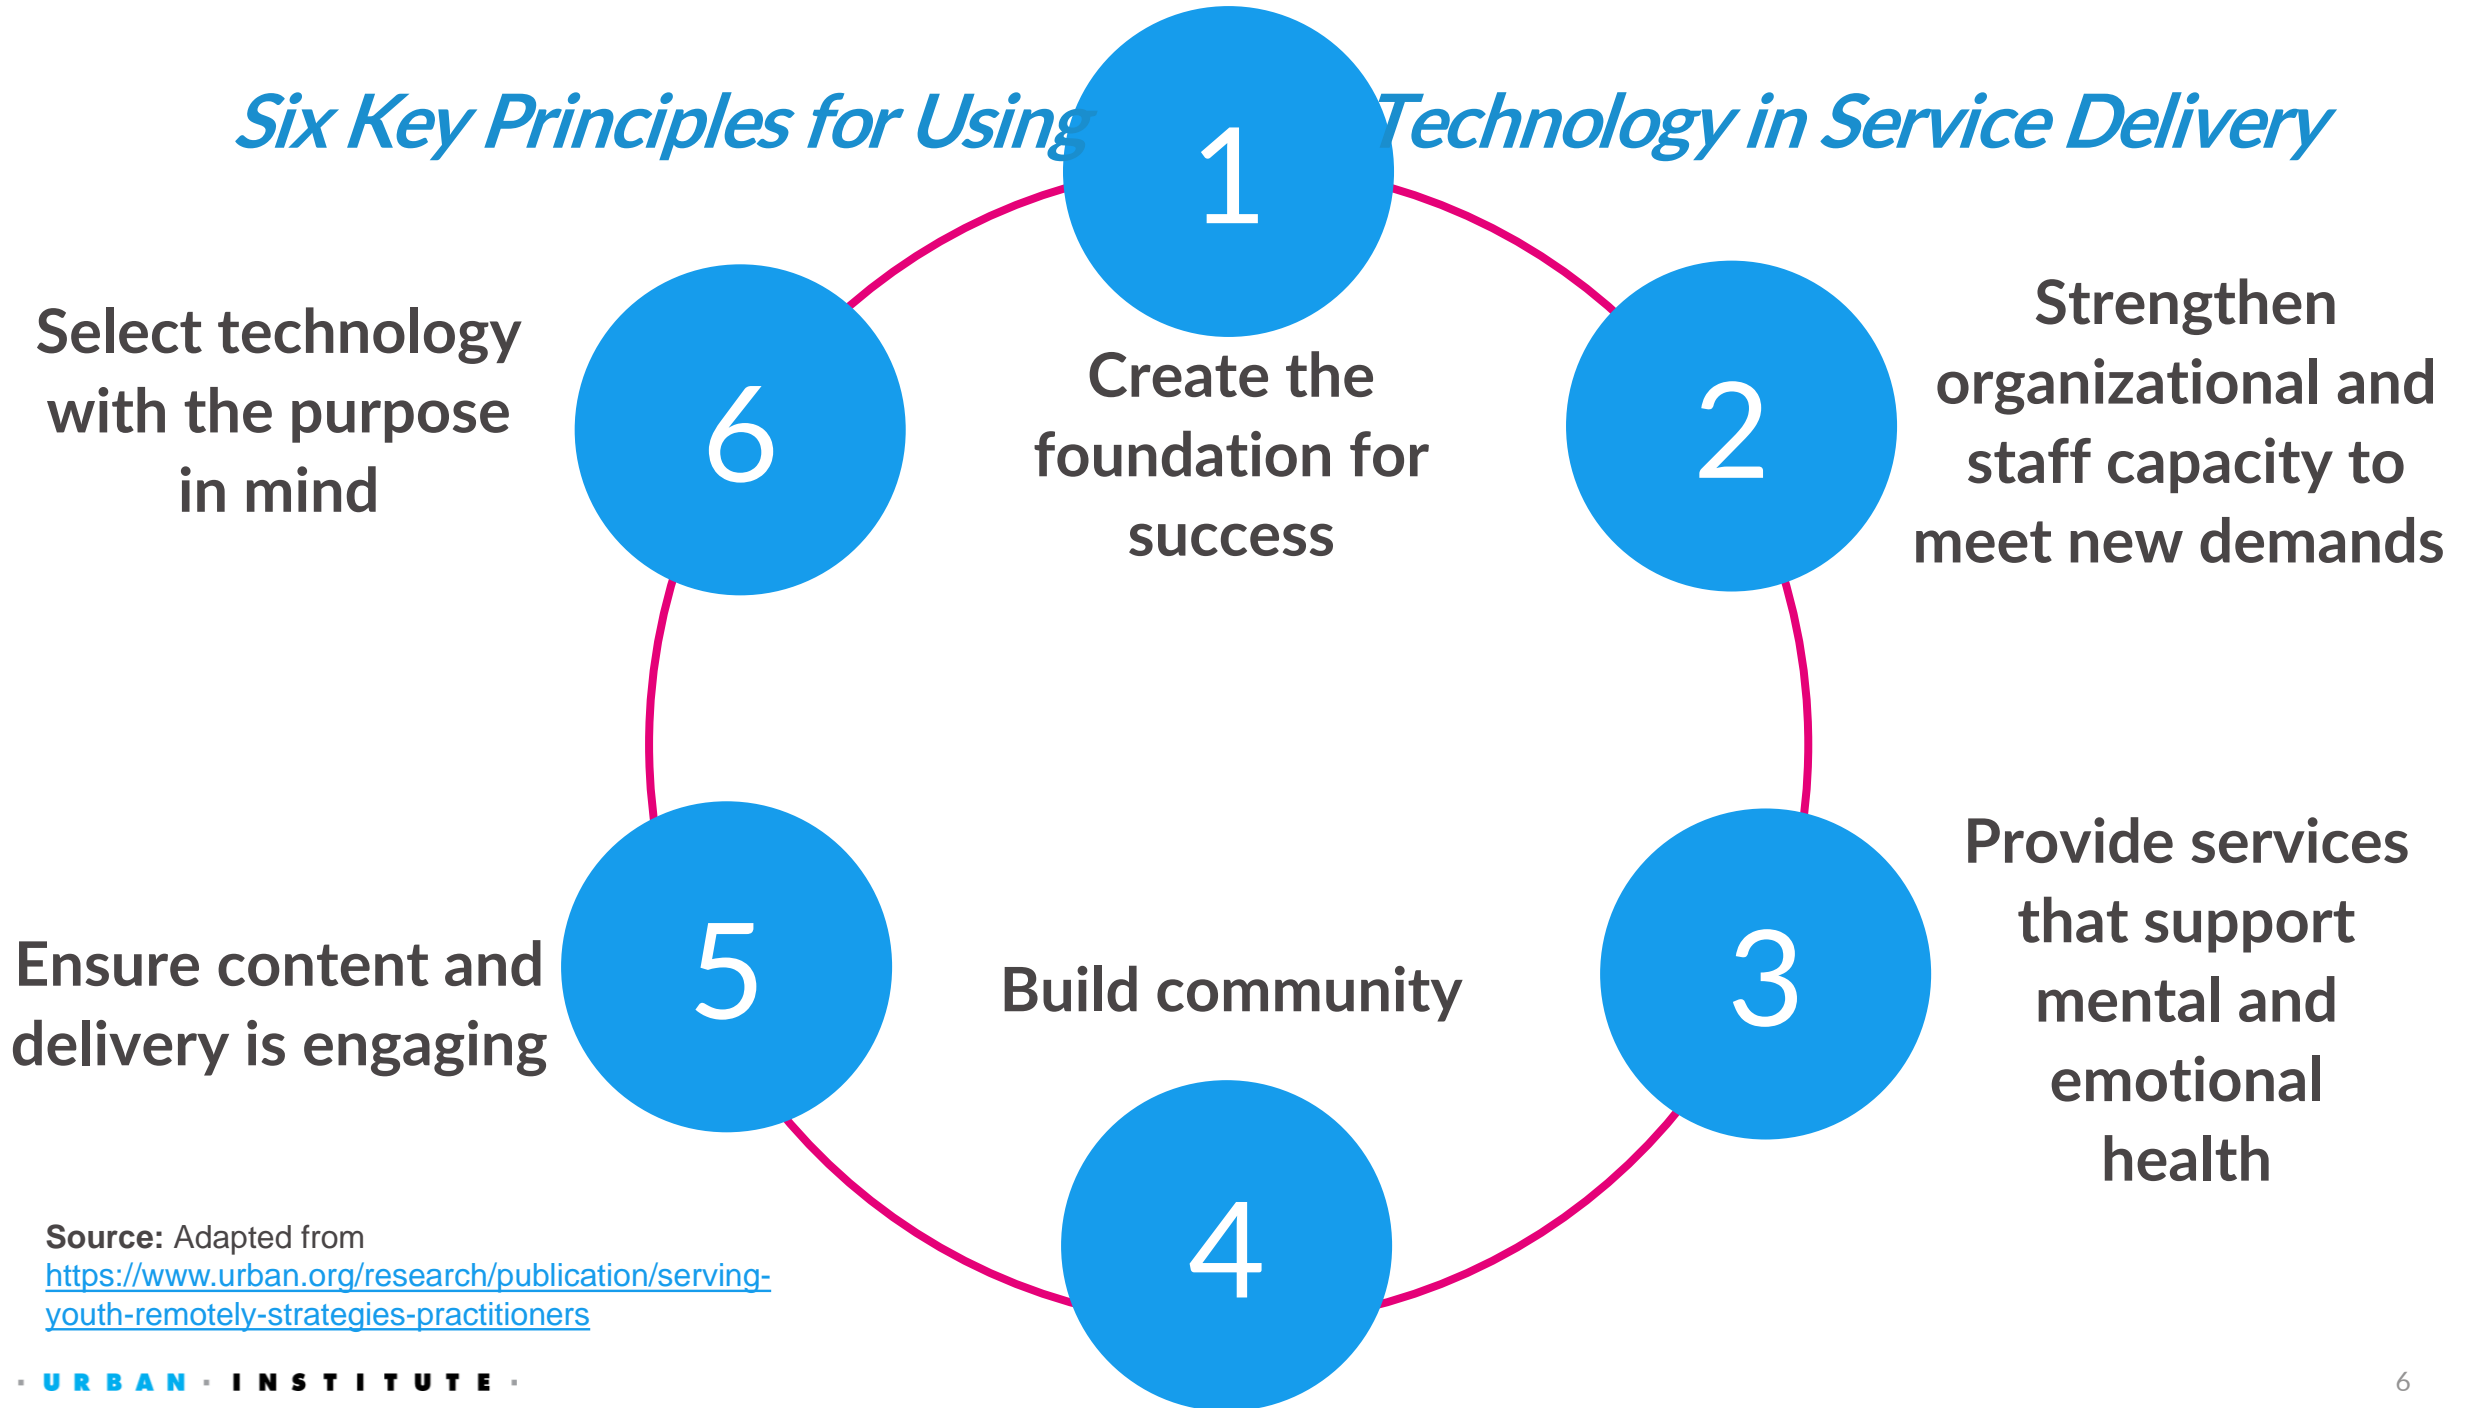 Six Key Principles for Using Technology in Service Delivery
1
Create the
foundation for
success
2
Strengthen
organizational and
staff capacity to
meet new demands
3
Provide services
that support
mental and
emotional
health
4
Build community
5
Ensure content and
delivery is engaging
6
Select technology
with the purpose
in mind
Source: Adapted from
https://www.urban.org/research/publication/serving-
youth-remotely-strategies-practitioners
· URBAN · INSTITUTE ·
6